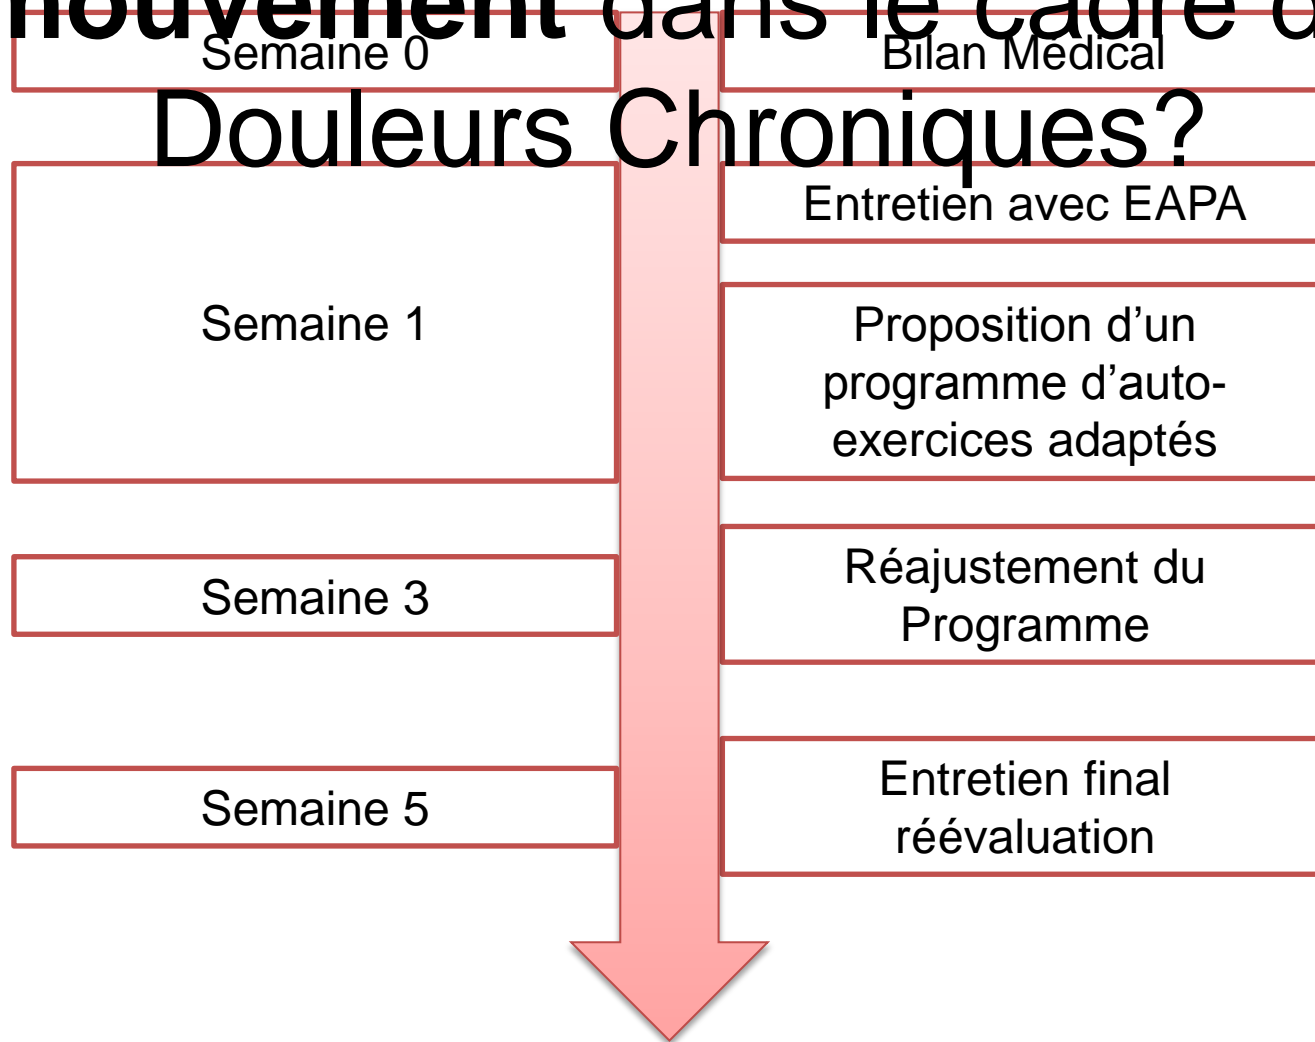 nouvement dans le cadre d
Douleurs Chroniques?
Semaine 0
Bilan Médical
Entretien avec EAPA
Semaine 1
Proposition d’un
programme d’auto-
exercices adaptés
Semaine 3
Réajustement du
Programme
Semaine 5
Entretien final
réévaluation